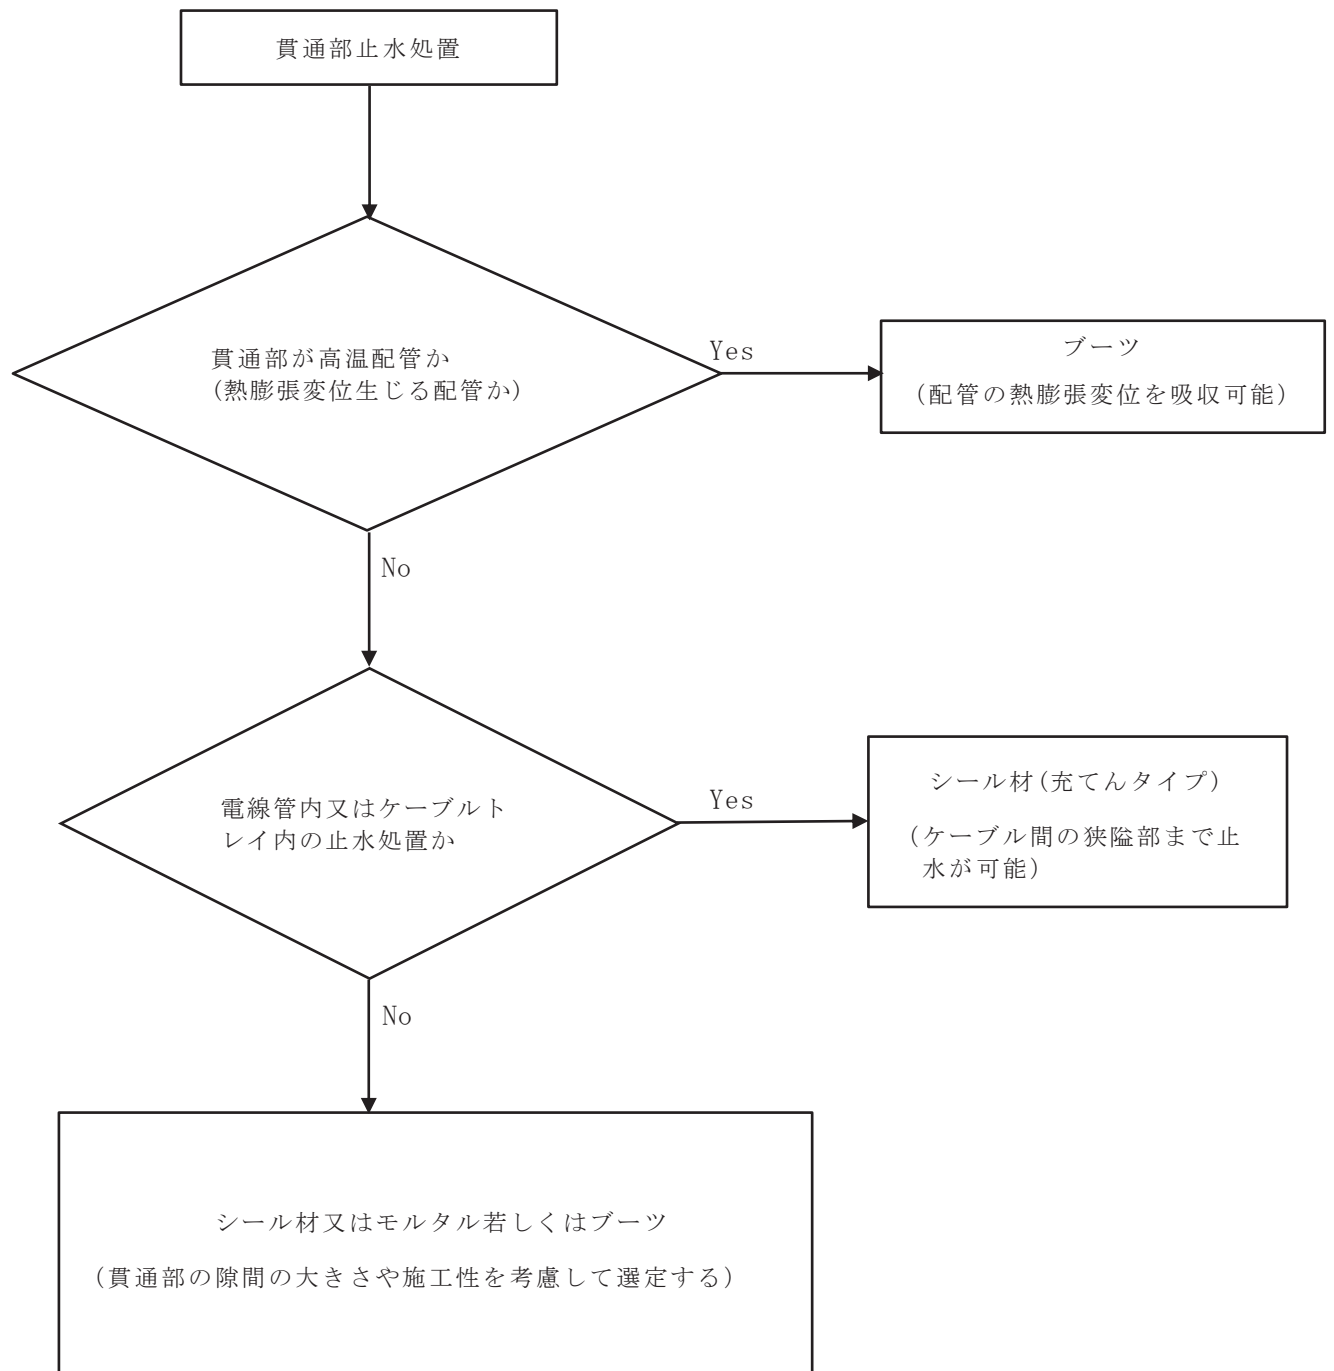 貫通部止水処置
貫通部が高温配管か
(熱膨張変位生じる配管か)
Yes
ブーツ
(配管の熱膨張変位を吸収可能)
No
電線管内又はケーブルト
レイ内の止水処置か
Yes
シール材(充てんタイプ)
(ケーブル間の狭隘部まで止
水が可能)
No
シール材又はモルタル若しくはブーツ
(貫通部の隙間の大きさや施工性を考慮して選定する)